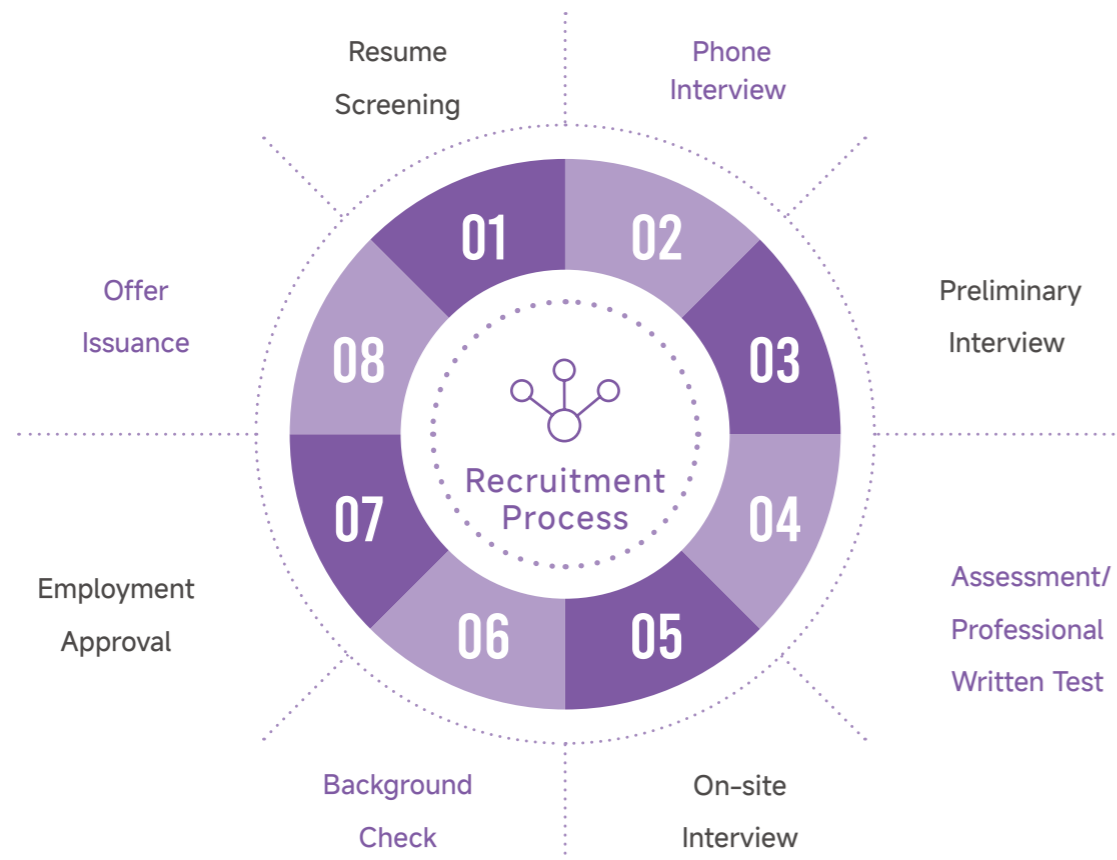 Resume
Screening
01
Phone
Interview
02
Preliminary
Interview
03
Assessment/
Professional
Written Test
04
On-site
Interview
05
Background
Check
06
Employment
Approval
07
Offer
Issuance
08
Recruitment
Process